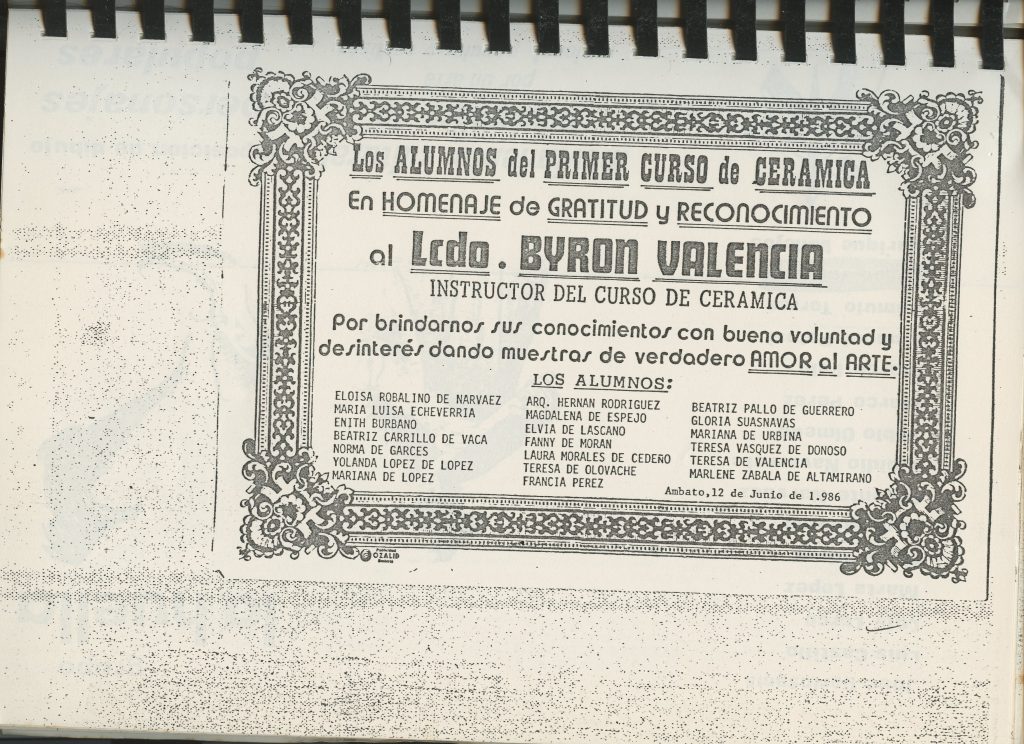 Los ALUMNOS del PRIMER CURSO de CERAMICA
En HOMENAJE de GRATITUD y RECONOCIMIENTO
al Lcdo. BYRON VALENCIA
INSTRUCTOR DEL CURSO DE CERAMICA
Por brindarnos sus conocimientos con buena voluntad y
desinterés dando muestras de verdadero AMOR al ARTE.
LOS ALUMNOS:
ELOISA ROBALINO DE NARVAEZ
MARIA LUISA ECHEVERRIA
ENITH BURBANO
BEATRIZ CARRILLO DE VACA
NORMA DE GARCES
YOLANDA LOPEZ DE LOPEZ
MARIANA DE LOPEZ
ARQ. HERNAN RODRIGUEZ
MAGDALENA DE ESPEJO
ELVIA DE LASCANO
FANNY DE MORAN
LAURA MORALES DE CEDEÑO
TERESA DE OLOVACHE
FRANCIA PEREZ
BEATRIZ PALLO DE GUERRERO
GLORIA SUASNAVAS
MARIANA DE URBINA
TERESA VASQUEZ DE DONOSO
TERESA DE VALENCIA
MARLENE ZABALA DE ALTAMIRANO
Ambato,12 de Junio de 1.986
OZALID